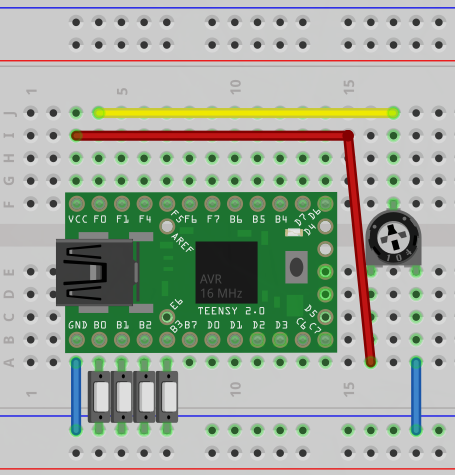 1 5 10 15
J
I
H
G
F
VCC F0 F1 F4 F5 F6 F7 B6 B5 B4 D7 D6
AREF D4
E
D
C
B
A
AVR
16 MHz
TEENSY 2.0
E6 D5
GND B0 B1 B2 B3 B7 D0 D1 D2 D3 C6 C7
104
1 10 15